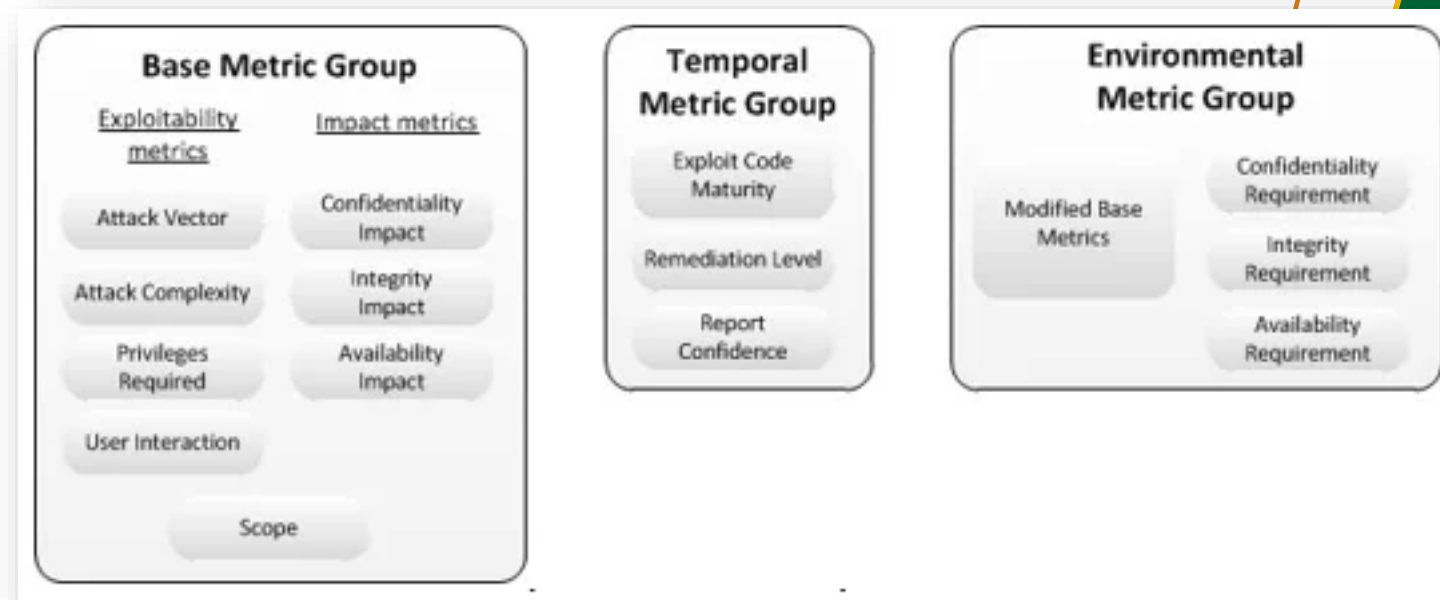 Base Metric Group
Exploitability
metrics
Attack Vector
Attack Complexity
Privileges
Required
User Interaction
Impact metrics
Confidentiality
Impact
Integrity
Impact
Availability
Impact
Scope
Temporal
Metric Group
Exploit Code
Maturity
Remediation Level
Report
Confidence
Environmental
Metric Group
Modified Base
Metrics
Confidentiality
Requirement
Integrity
Requirement
Availability
Requirement